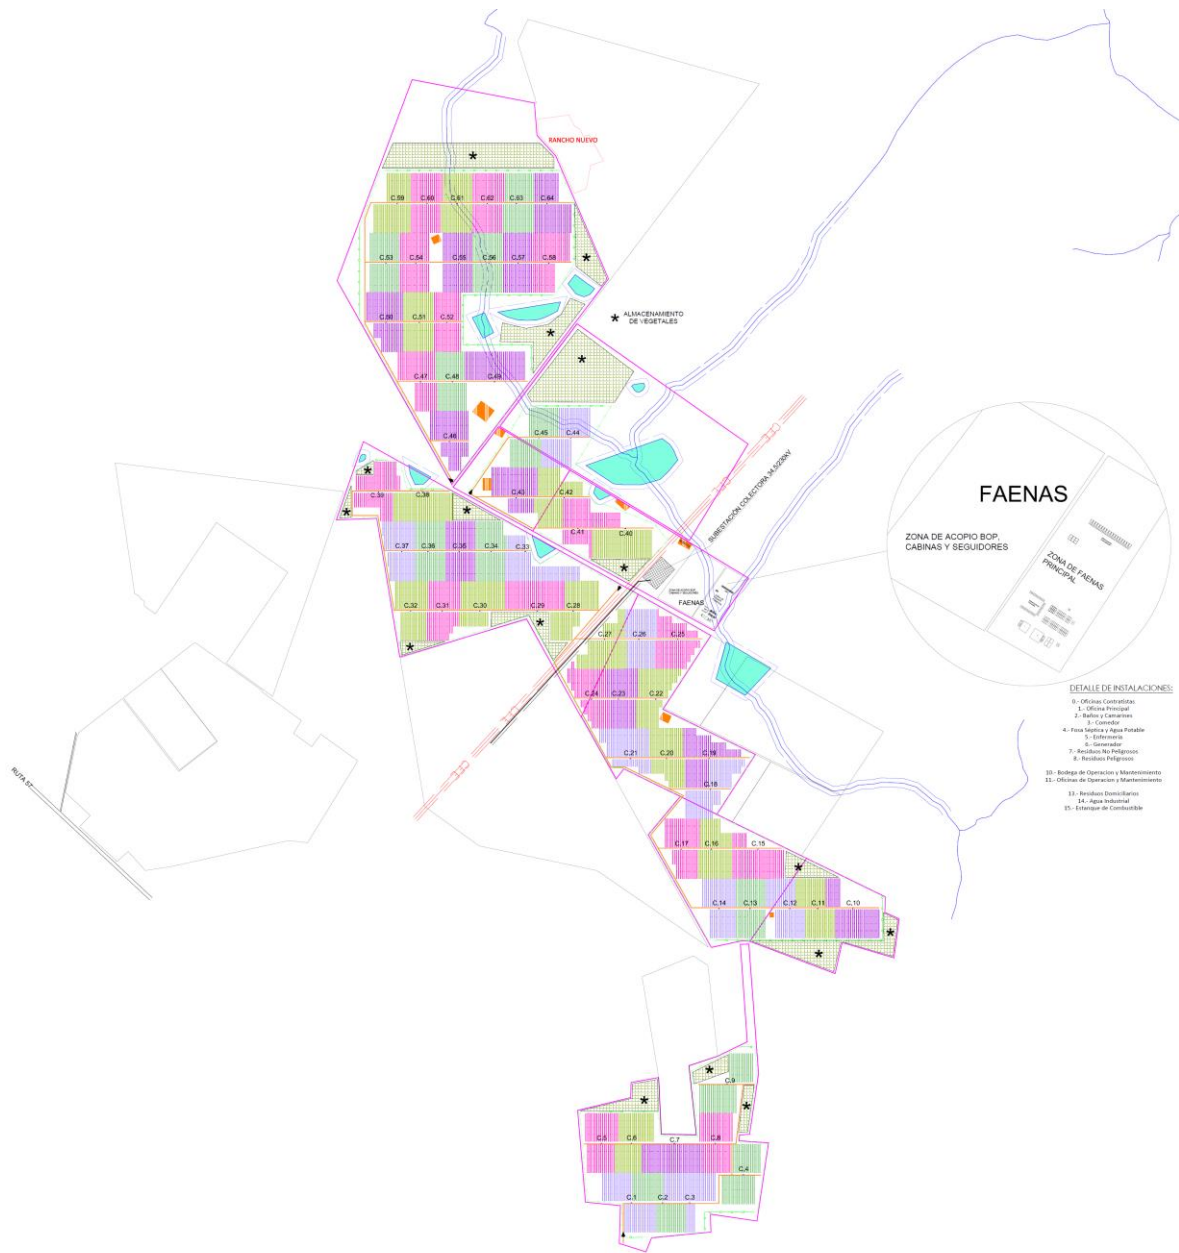 RANCHO NUEVO
C.59 C.60 C.61 C.62 C.63 C.64
C.53 C.54 C.55 C.56 C.57 C.58
* ALMACENAMIENTO
DE VEGETALES
C.50 C.51 C.52
C.47 C.48 C.49
C.46
C.45 C.44
SUBESTACIÓN COLECTORA 34,5/230kV
CFE
C.39 C.38
C.43 C.42
C.41 C.40
C.37 C.36 C.35 C.34 C.33
C.32 C.31 C.30 C.29 C.28
FAENAS
FAENAS
ZONA DE ACOPIO BOP,
CABINAS Y SEGUIDORES
ZONA DE FAENAS
PRINCIPAL
C.27 C.26 C.25
C.24 C.23 C.22
CFE
C.21 C.20 C.19
C.18
CFE
RUTA 57
DETALLE DE INSTALACIONES:
0.- Oficinas Contratistas
1.- Oficina Principal
2.- Baños y Camarines
3.- Comedor
4.- Fosa Séptica y Agua Potable
5.- Enfermería
6.- Generador
7.- Residuos No Peligrosos
8.- Residuos Peligrosos
10.- Bodega de Operacion y Mantenimiento
11.- Oficinas de Operacion y Mantenimiento
13.- Residuos Domiciliarios
14.- Agua Industrial
15.- Estanque de Combustible
C.17 C.16 C.15
C.14 C.13 C.12 C.11 C.10
C.9
C.5 C.6 C.7 C.8
C.4
C.1 C.2 C.3